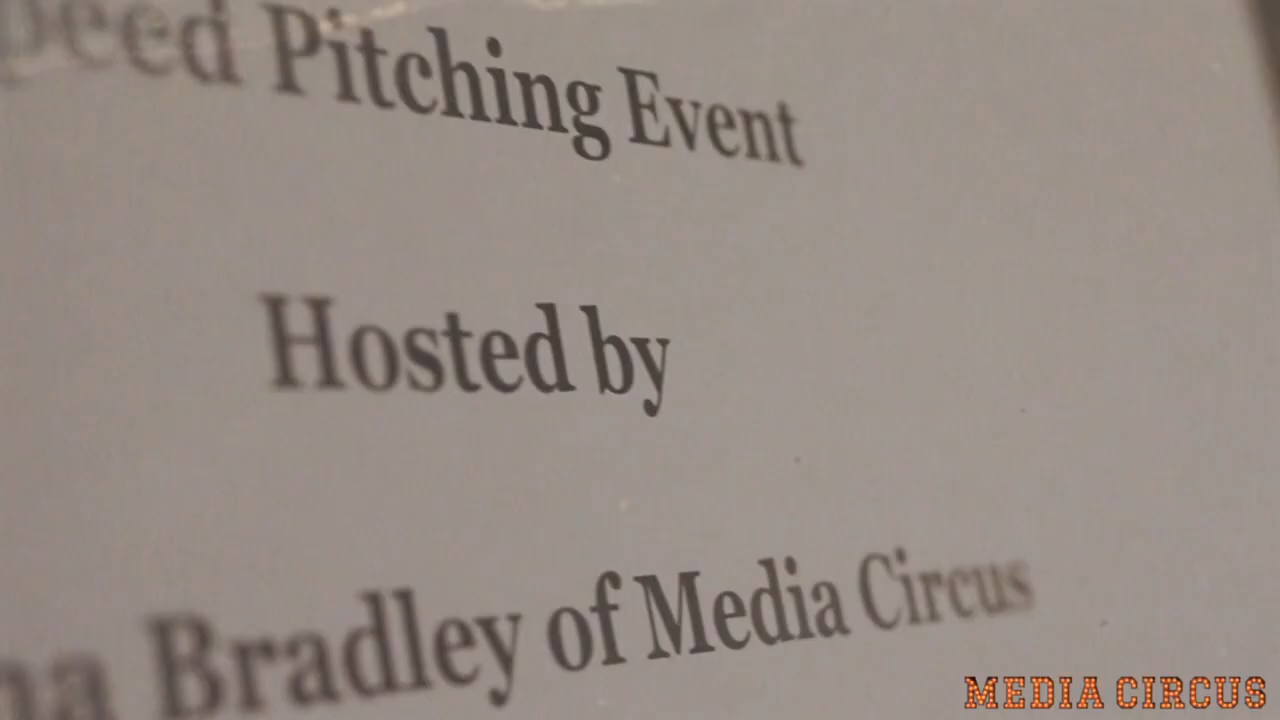 Pitching Event
Hosted by
Bradley of Media Circus
MEDIA CIRCUS